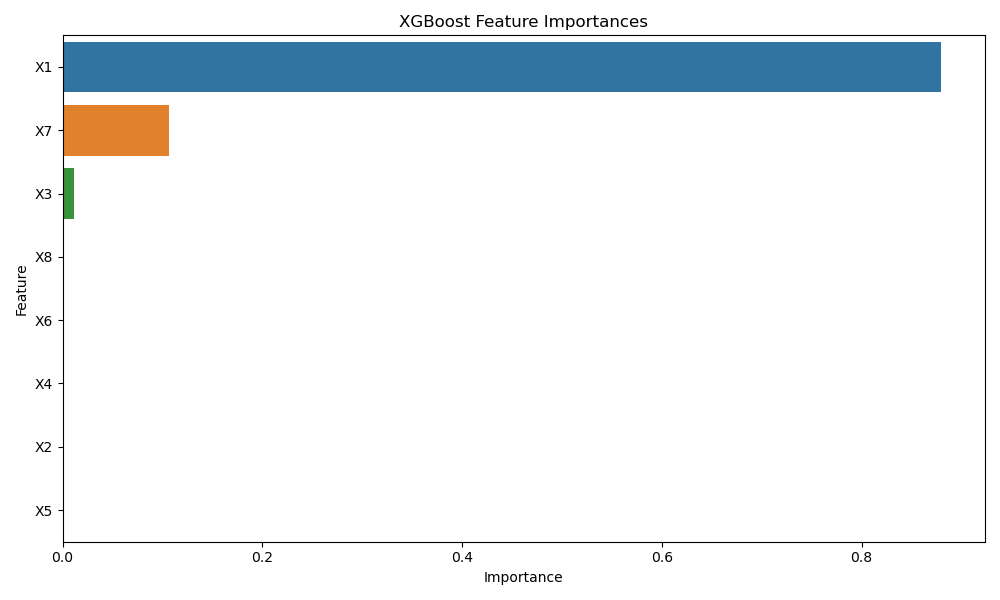 XGBoost Feature Importances
X1
X7
X3
X8
X6
X4
X2
X5
Feature
0.0 0.2 0.4 0.6 0.8
Importance